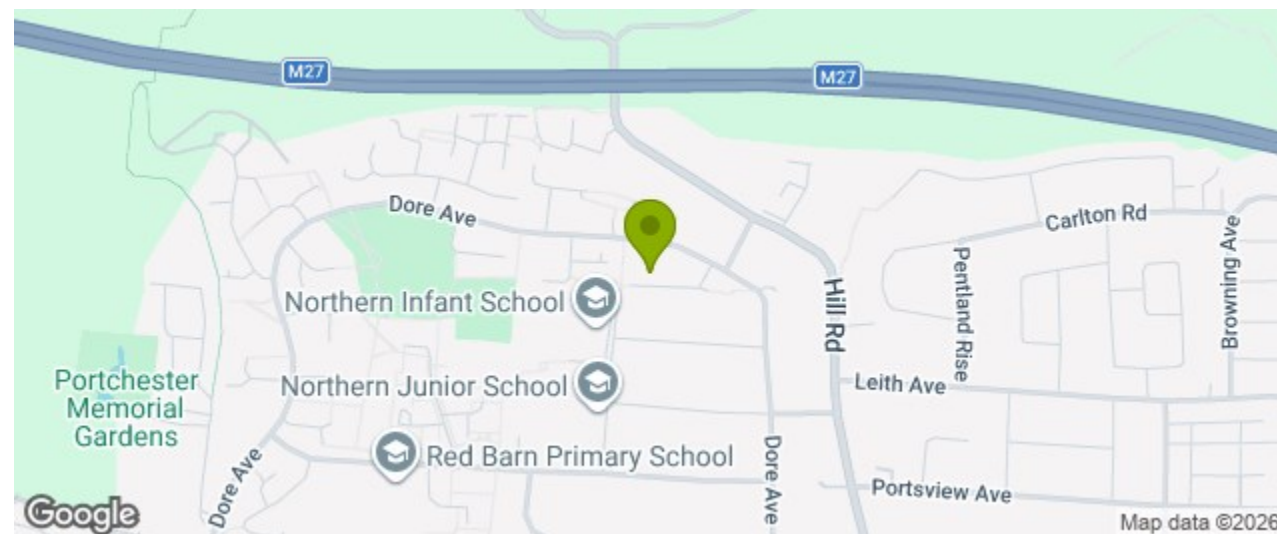 M27
M27
Dore Ave
Carlton Rd
Browning Ave
Pentland Rise
Hill Rd
Northern Infant School
Northern Junior School
Leith Ave
Portchester
Memorial
Gardens
Red Barn Primary School
Dore Ave
Dore Ave
Portsview Ave
Google
Map data ©2026